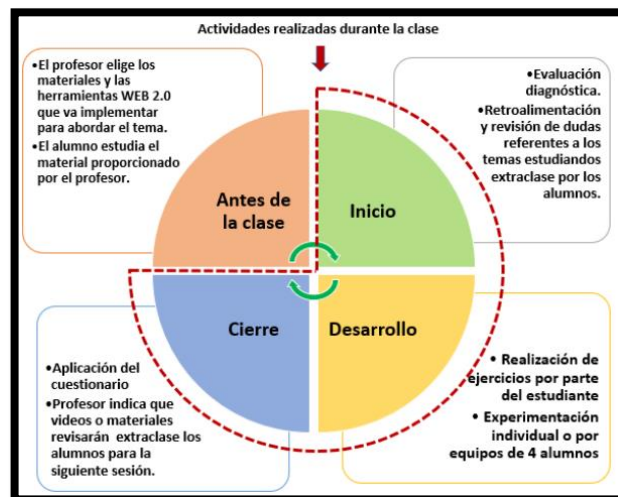 Actividades realizadas durante la clase
•El profesor elige los
materiales y las
herramientas WEB 2.0
que va implementar
para abordar el tema.
•El alumno estudia el
material proporcionado
por el profesor.
•Evaluación
diagnóstica.
•Retroalimentación
y revisión de dudas
referentes a los
temas estudiandos
extraclase por los
alumnos.
Antes de
la clase
Inicio
Cierre
Desarrollo
•Aplicación del
cuestionario
•Profesor indica que
videos o materiales
revisarán extraclase los
alumnos para la
siguiente sesión.
• Realización de
ejercicios por parte
del estudiante
• Experimentación
individual o por
equipos de 4 alumnos